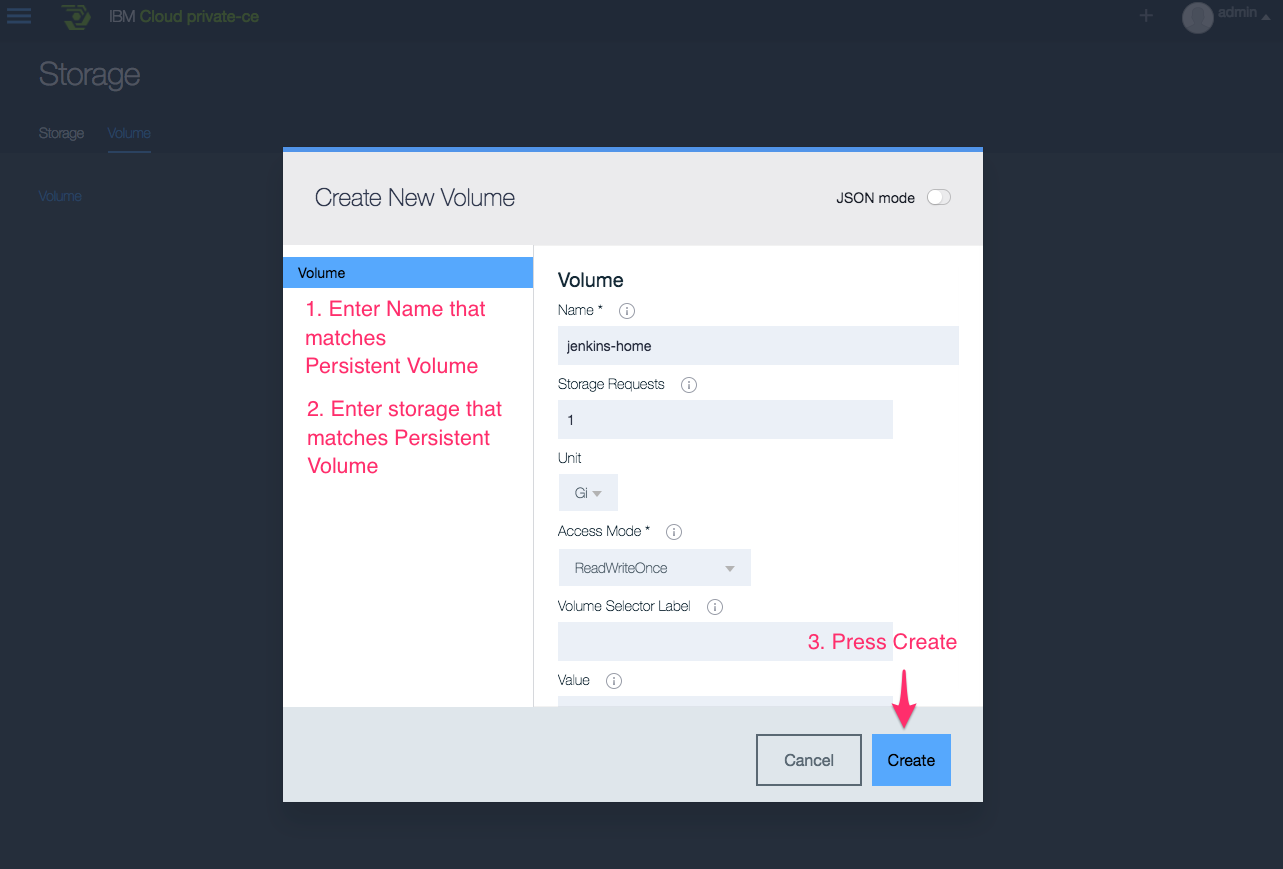 IBM Cloud private-ce
admin
Storage
Storage Volume
Volume
Create New Volume
JSON mode
Volume
1. Enter Name that
matches
Persistent Volume
2. Enter storage that
matches Persistent
Volume
Volume
Name *
jenkins-home
Storage Requests
1
Unit
Gi
Access Mode *
ReadWriteOnce
Volume Selector Label
3. Press Create
Value
Cancel
Create